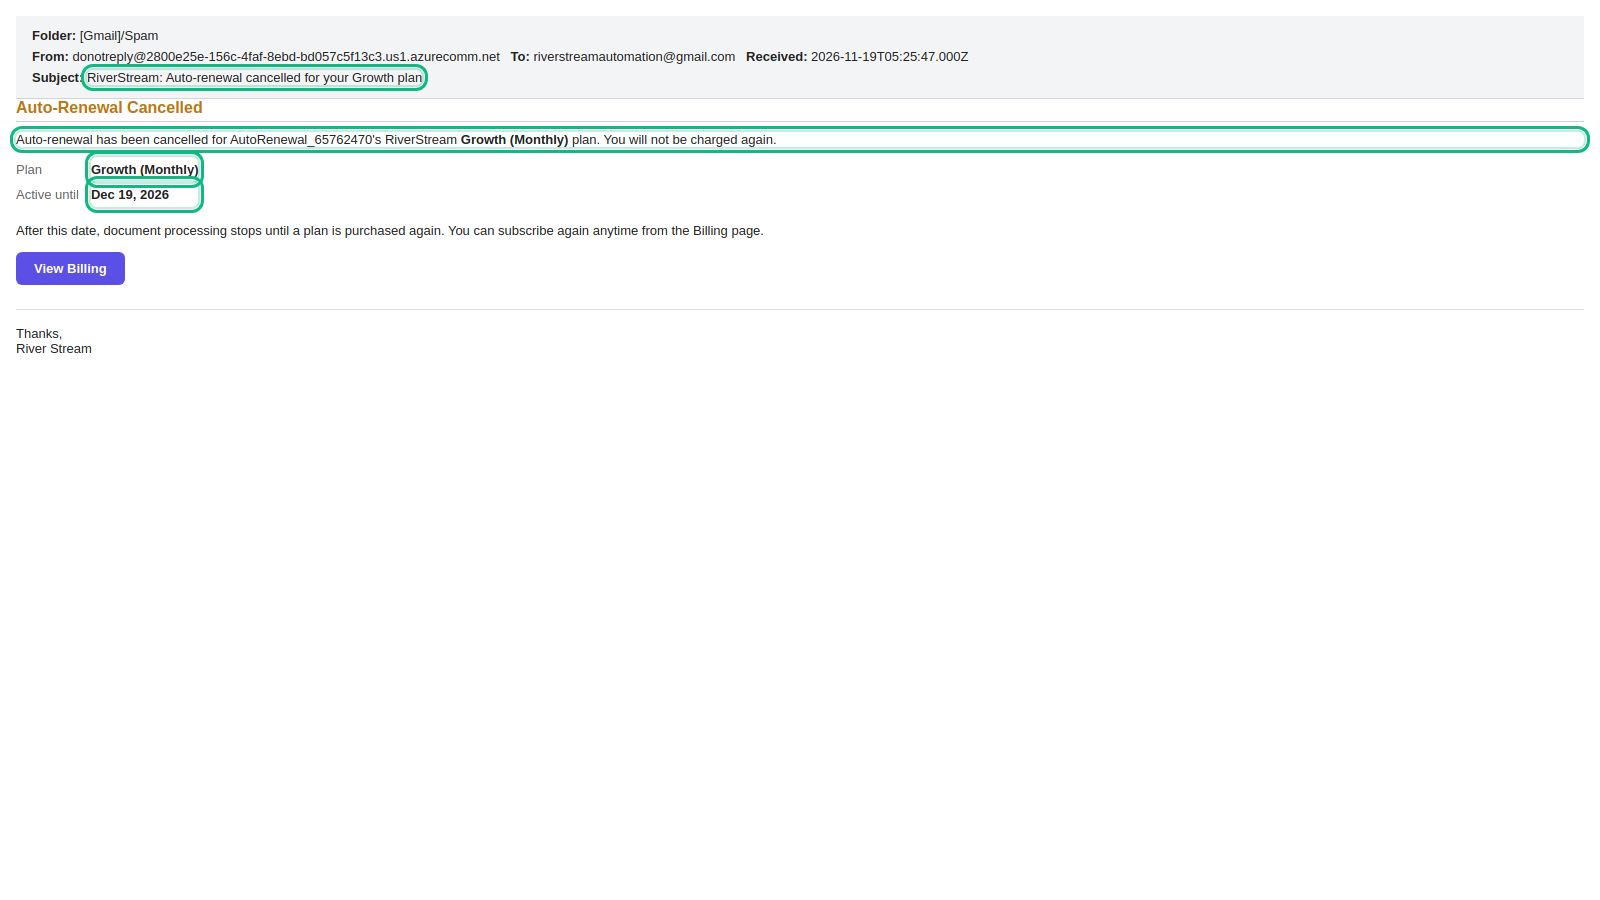 Folder: [Gmail]/Spam
From: donotreply@2800e25e-156c-4faf-8ebd-bd057c5f13c3.us1.azurecomm.net To: riverstreamautomation@gmail.com Received: 2026-11-19T05:25:47.000Z
Subject: RiverStream: Auto-renewal cancelled for your Growth plan
Auto-Renewal Cancelled
Auto-renewal has been cancelled for AutoRenewal_65762470's RiverStream Growth (Monthly) plan. You will not be charged again.
Plan Growth (Monthly)
Active until Dec 19, 2026
After this date, document processing stops until a plan is purchased again. You can subscribe again anytime from the Billing page.
View Billing
Thanks,
River Stream